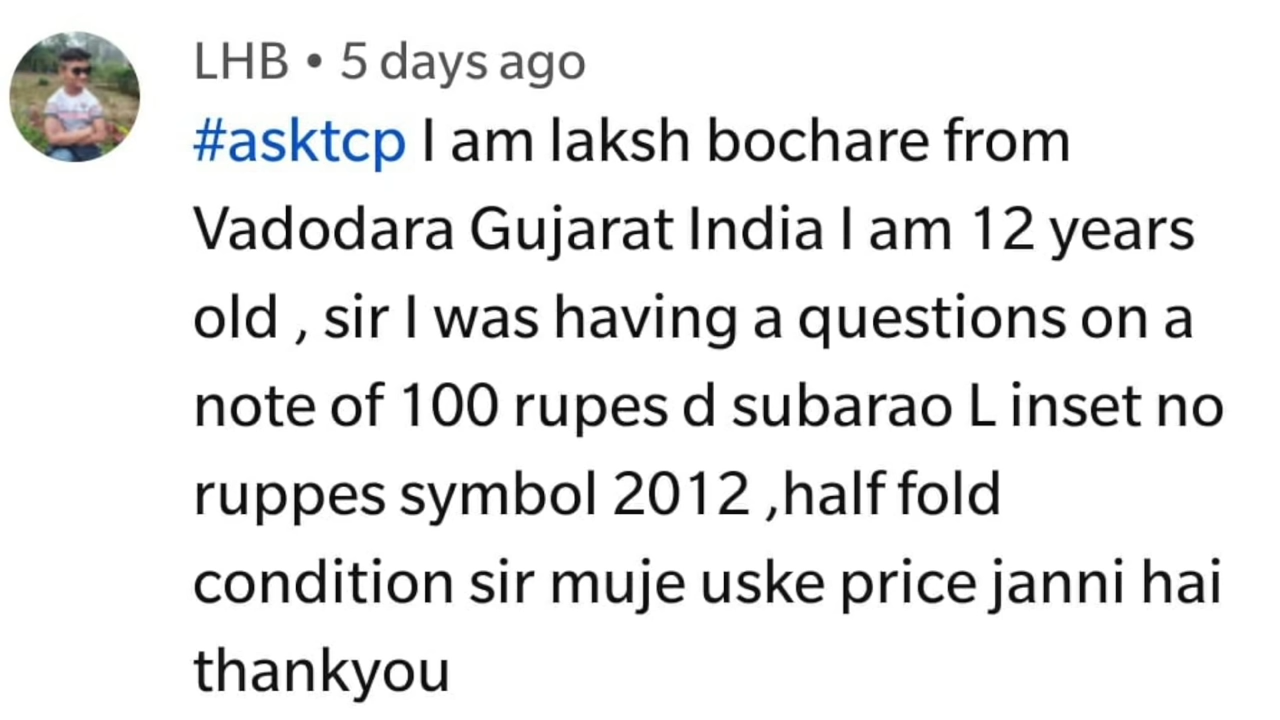 LHB • 5 days ago
#asktcp I am laksh bochare from
Vadodara Gujarat India I am 12 years
old , sir I was having a questions on a
note of 100 rupes d subarao L inset no
ruppes symbol 2012 ,half fold
condition sir muje uske price janni hai
thankyou